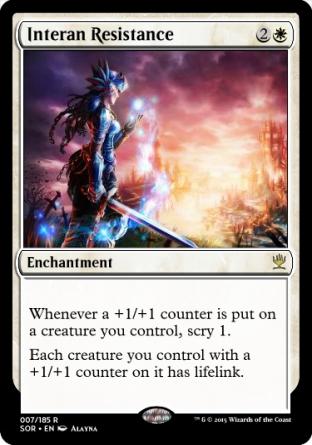 Interan Resistance 2
Enchantment
Whenever a +1/+1 counter is put on
a creature you control, scry 1.
Each creature you control with a
+1/+1 counter on it has lifelink.
007/185 R
SOR • EN Alayna
™ & © 2015 Wizards of the Coast